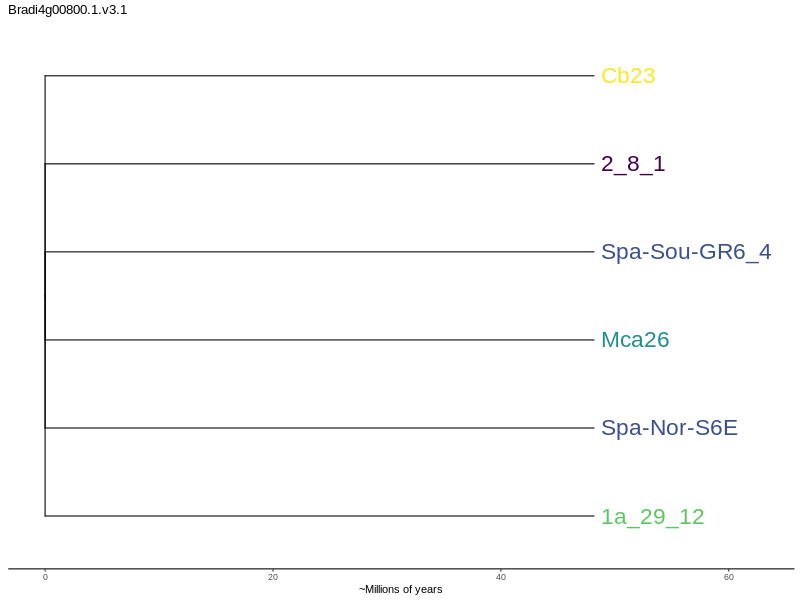 Bradi4g00800.1.v3.1
Cb23
2_8_1
Spa-Sou-GR6_4
Mca26
Spa-Nor-S6E
1a_29_12
0 20 40 60
~Millions of years